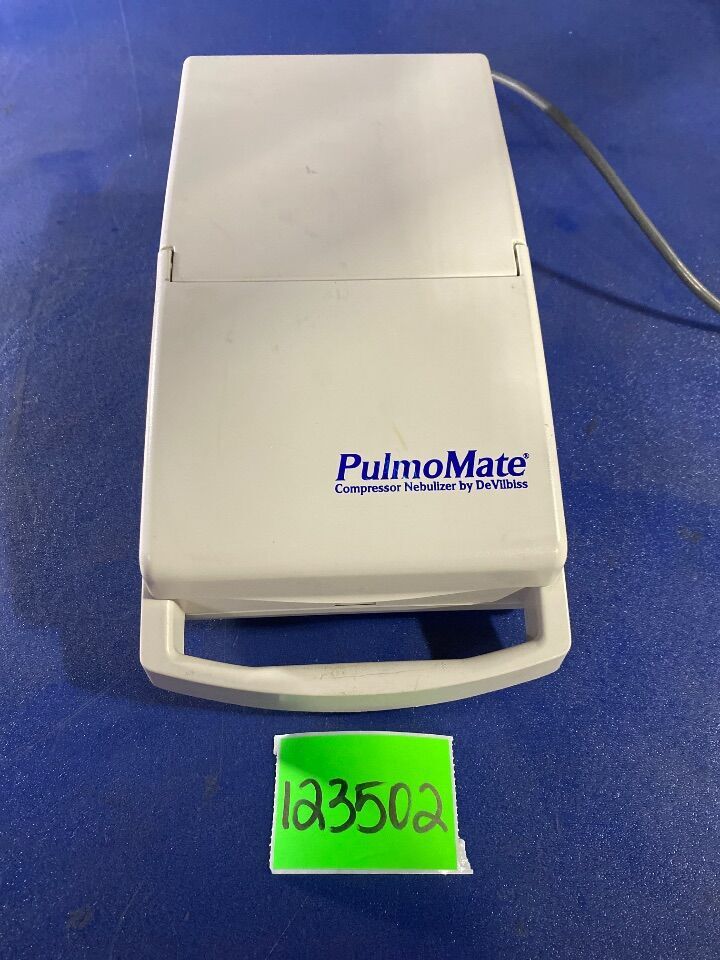 PulmoMate®
Compressor Nebulizer by DeVilbiss
123502